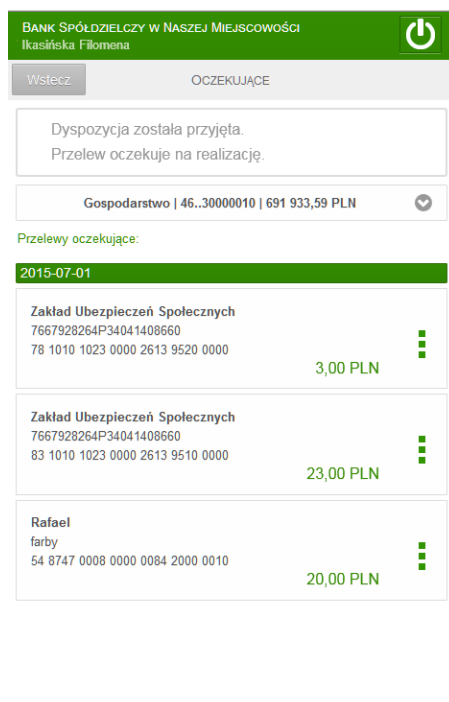 Bank Spółdzielczy w Naszej Miejscowości
Ikasińska Filomena
Wstecz
Oczekujące
Dyspozycja została przyjęta.
Przelew oczekuje na realizację.
Gospodarstwo | 46..30000010 | 691 933,59 PLN
Przelewy oczekujące:
2015-07-01
Zakład Ubezpieczeń Społecznych
7667928264P34041408660
78 1010 1023 0000 2613 9520 0000
3,00 PLN
Zakład Ubezpieczeń Społecznych
7667928264P34041408660
83 1010 1023 0000 2613 9510 0000
23,00 PLN
Rafael
farby
54 8747 0008 0000 0084 2000 0010
20,00 PLN